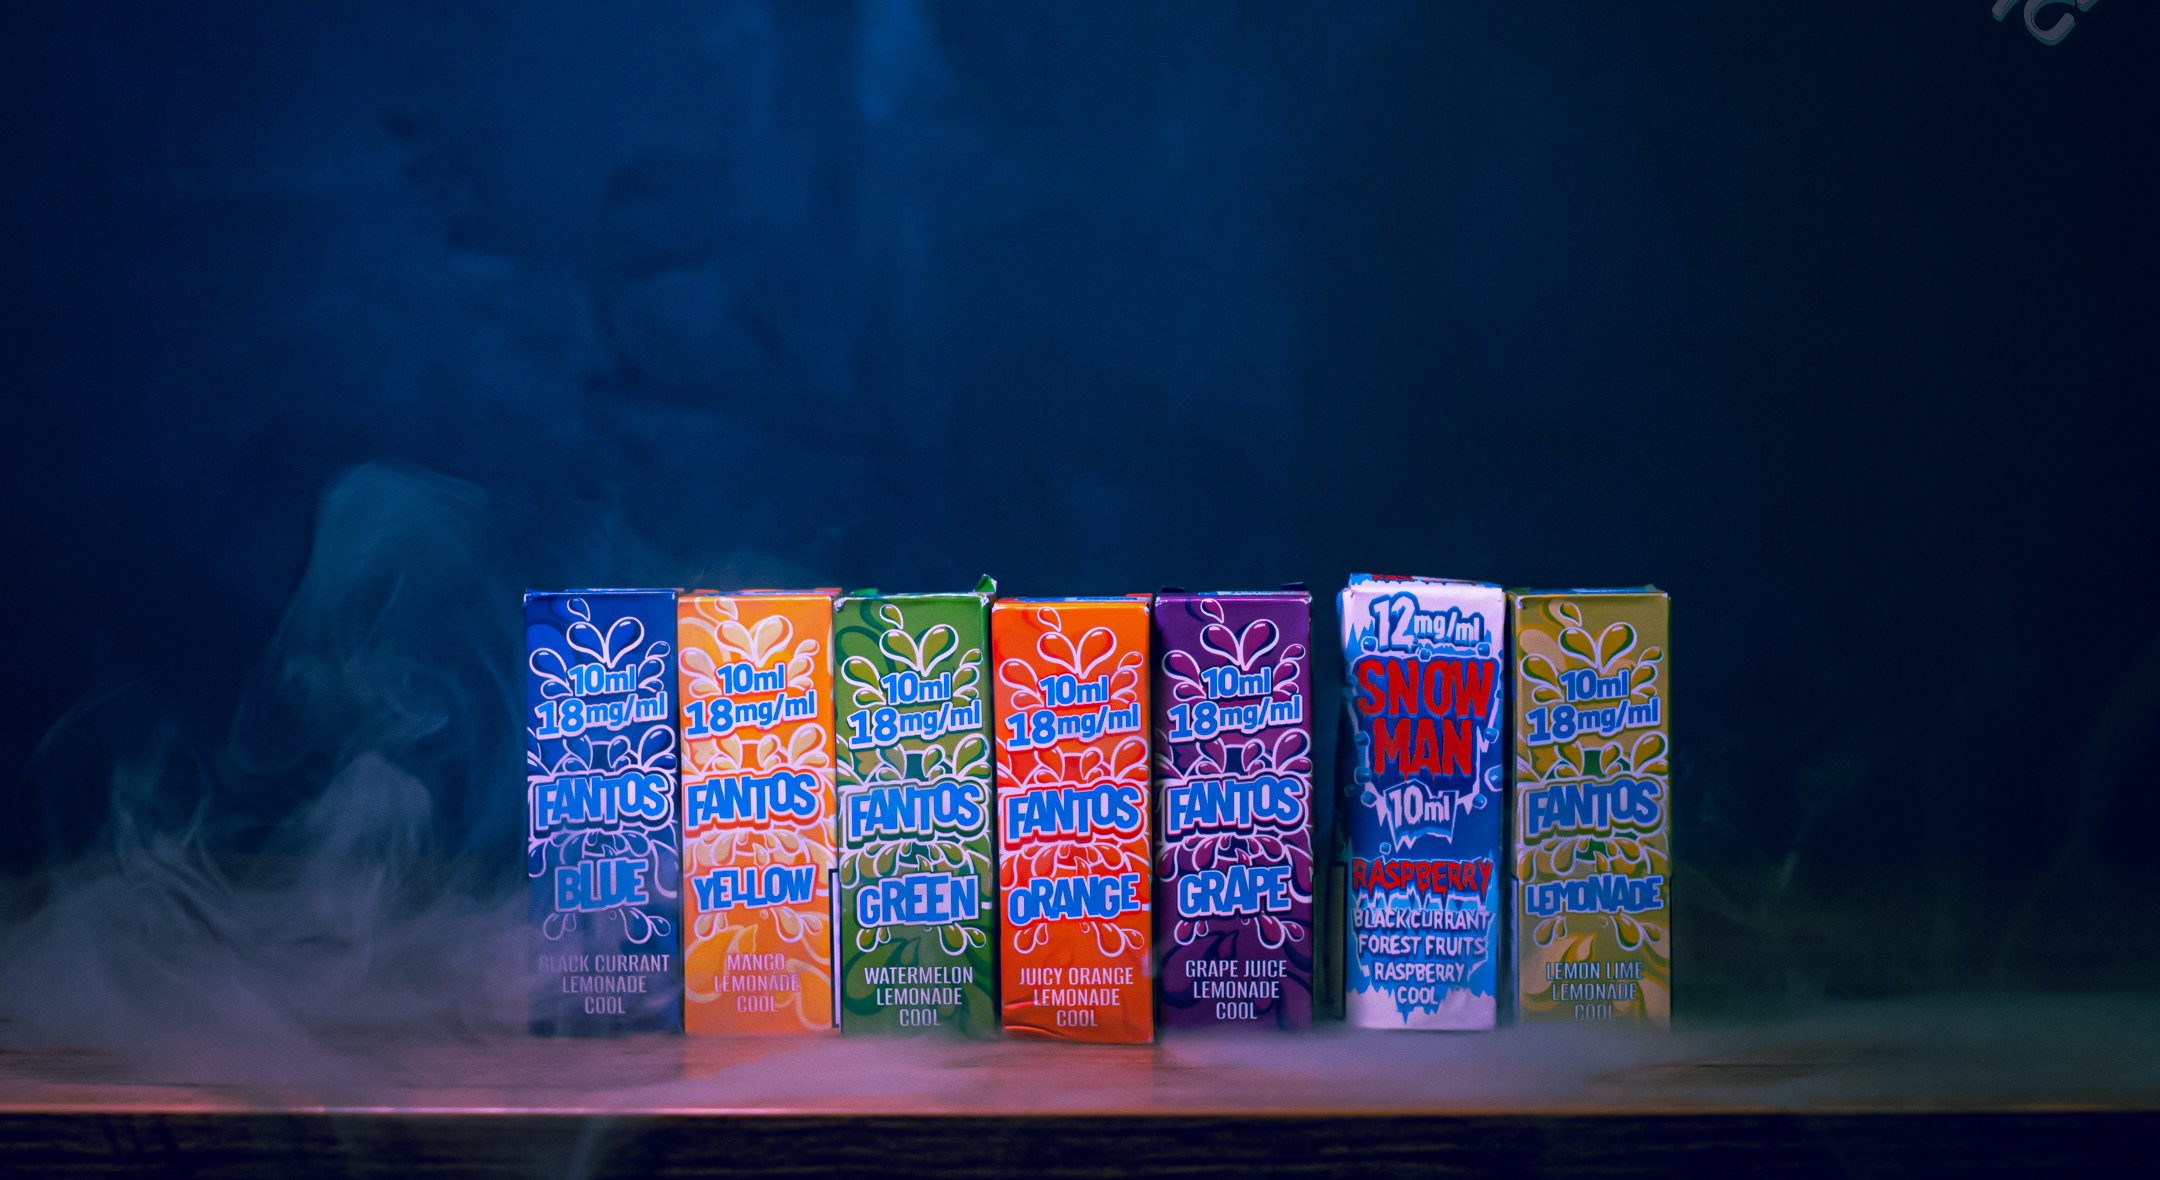 10ml
18mg/ml
FANTOS
BLUE
BLACK CURRANT
LEMONADE
COOL
10ml
18mg/ml
FANTOS
YELLOW
MANGO
LEMONADE
COOL
10ml
18mg/ml
FANTOS
GREEN
WATERMELON
LEMONADE
COOL
10ml
18mg/ml
FANTOS
ORANGE
JUICY ORANGE
LEMONADE
COOL
10ml
18mg/ml
FANTOS
GRAPE
GRAPE JUICE
LEMONADE
COOL
12mg/ml
SNOW
MAN
10ml
RASPBERRY
BLACK CURRANT
FOREST FRUITS
RASPBERRY
COOL
10ml
18mg/ml
FANTOS
LEMONADE
LEMON LIME
LEMONADE
COOL